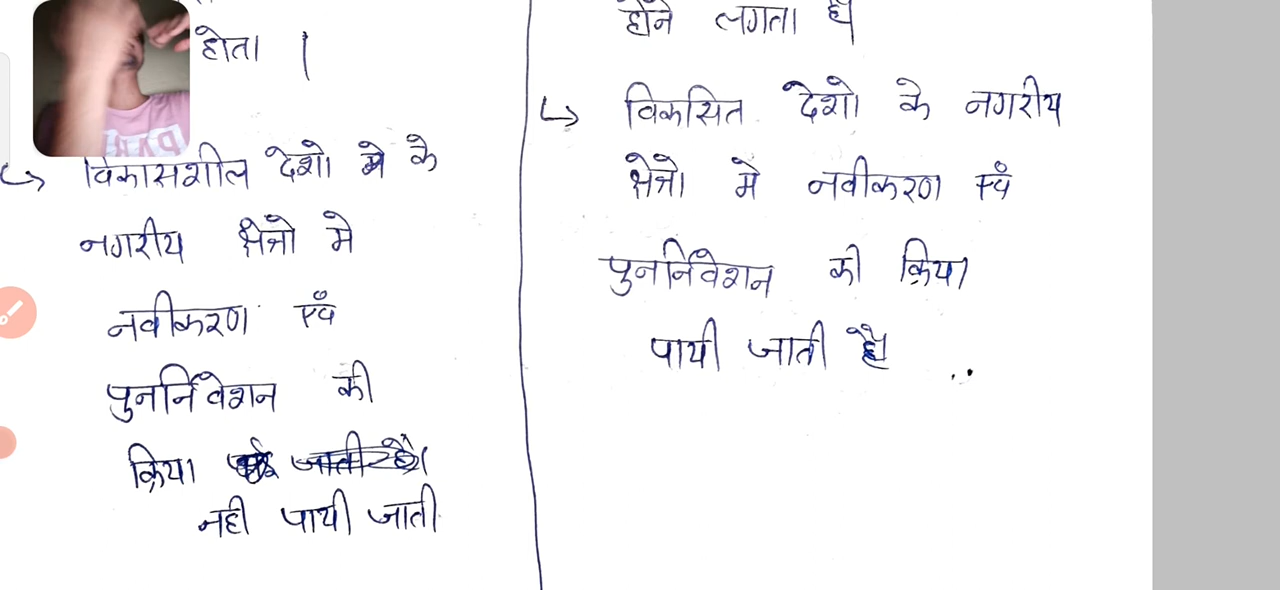 होता ।
↳ विकासशील देशो के
नगरीय क्षेत्रो मे
नवीकरण एवं
पुनर्निवेशन की
क्रिया
नही पायी जाती
होने लगता है
↳ विकसित देशो के नगरीय
क्षेत्रो मे नवीकरण एवं
पुनर्निवेशन की क्रिया
पायी जाती है